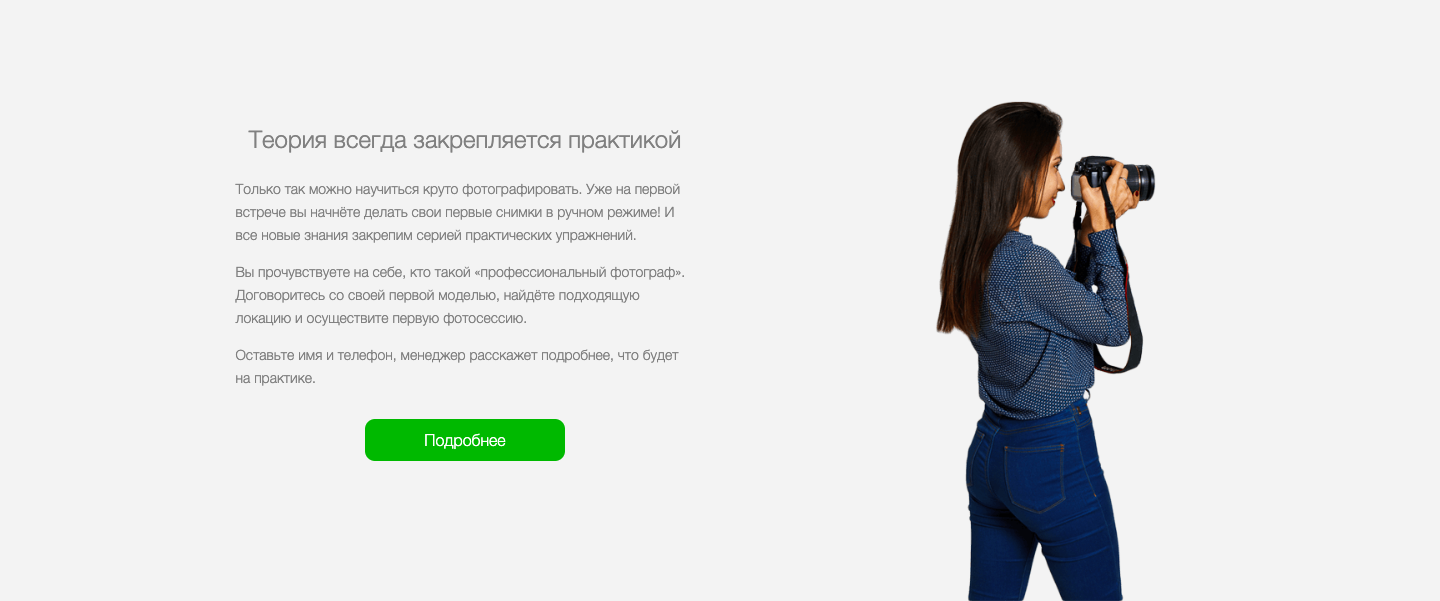 Теория всегда закрепляется практикой
Только так можно научиться круто фотографировать. Уже на первой
встрече вы начнёте делать свои первые снимки в ручном режиме! И
все новые знания закрепим серией практических упражнений.
Вы прочувствуете на себе, кто такой «профессиональный фотограф».
Договоритесь со своей первой моделью, найдёте подходящую
локацию и осуществите первую фотосессию.
Оставьте имя и телефон, менеджер расскажет подробнее, что будет
на практике.
Подробнее